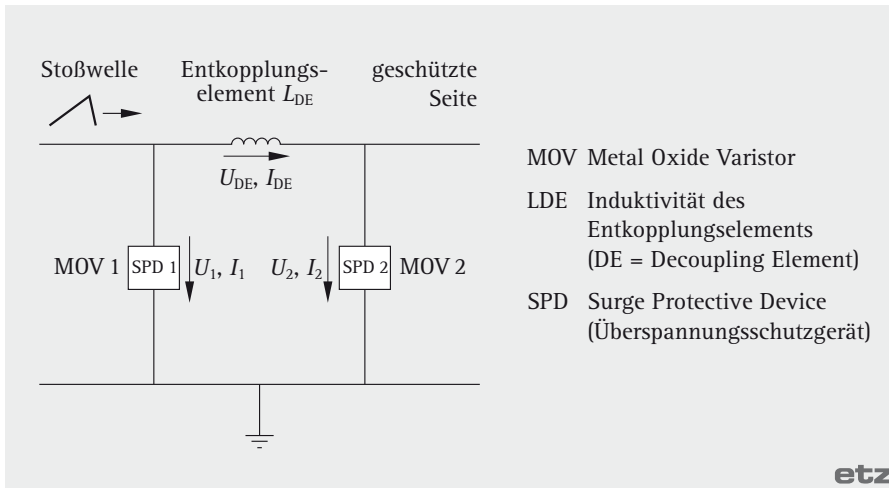 Stoßwelle
Entkopplungs-
element L_DE
geschützte
Seite
U_DE, I_DE
MOV 1
SPD 1
U_1, I_1
U_2, I_2
SPD 2
MOV 2
MOV Metal Oxide Varistor
LDE Induktivität des
Entkopplungselements
(DE = Decoupling Element)
SPD Surge Protective Device
(Überspannungsschutzgerät)
etz